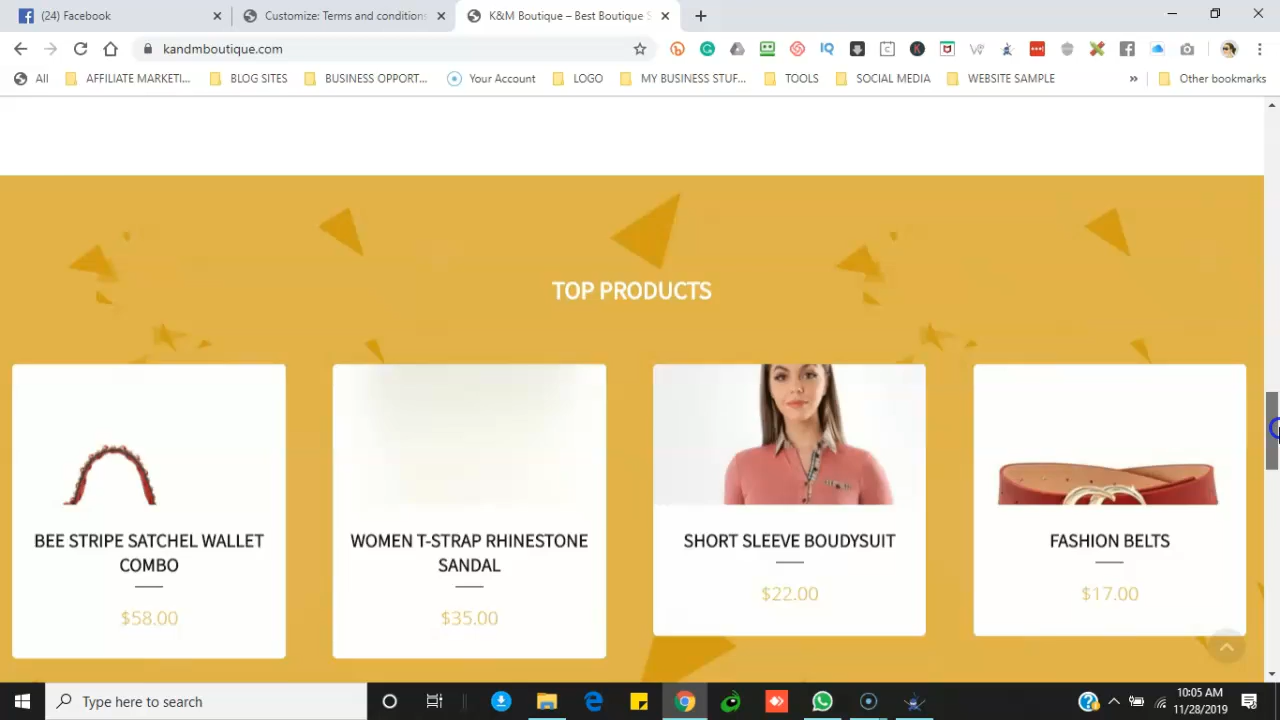 (24) Facebook
Customize: Terms and conditions
K&M Boutique – Best Boutique S
kandmboutique.com
All
AFFILIATE MARKETI...
BLOG SITES
BUSINESS OPPORT...
Your Account
LOGO
MY BUSINESS STUF...
TOOLS
SOCIAL MEDIA
WEBSITE SAMPLE
»
Other bookmarks
TOP PRODUCTS
BEE STRIPE SATCHEL WALLET
COMBO
$58.00
WOMEN T-STRAP RHINESTONE
SANDAL
$35.00
SHORT SLEEVE BOUDYSUIT
$22.00
FASHION BELTS
$17.00
Type here to search
10:05 AM
11/28/2019